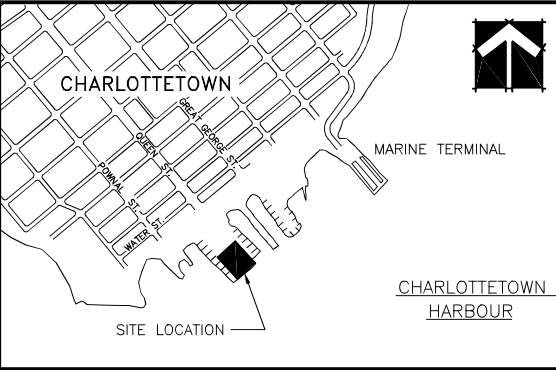 CHARLOTTETOWN
GREAT GEORGE ST.
QUEEN ST.
POWNAL ST.
WATER ST.
MARINE TERMINAL
CHARLOTTETOWN
HARBOUR
SITE LOCATION